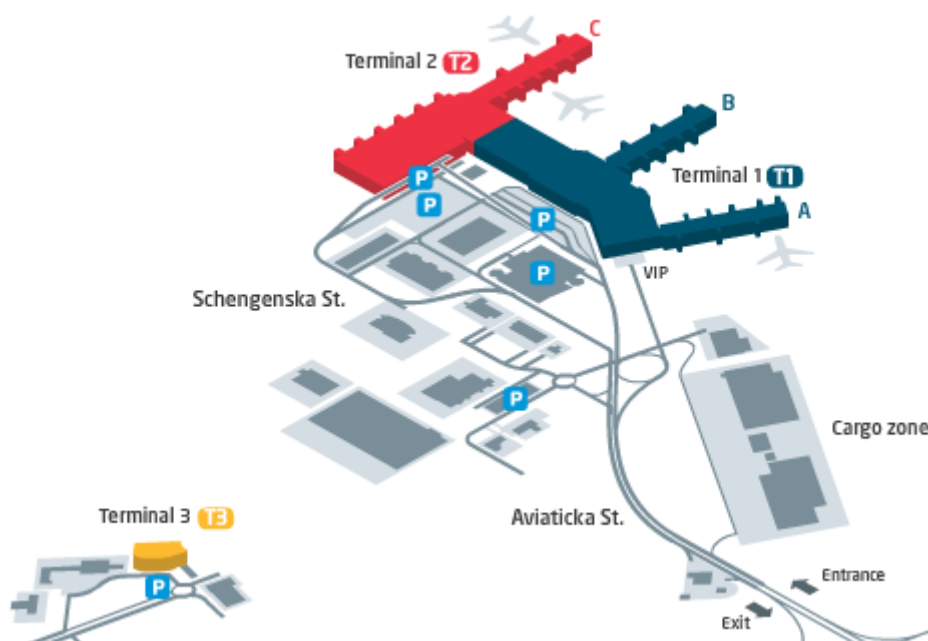 C
Terminal 2 T2
B
Terminal 1 T1
A
P
P
P
P
VIP
Schengenska St.
P
Cargo zone
Terminal 3 T3
Aviaticka St.
P
Entrance
Exit